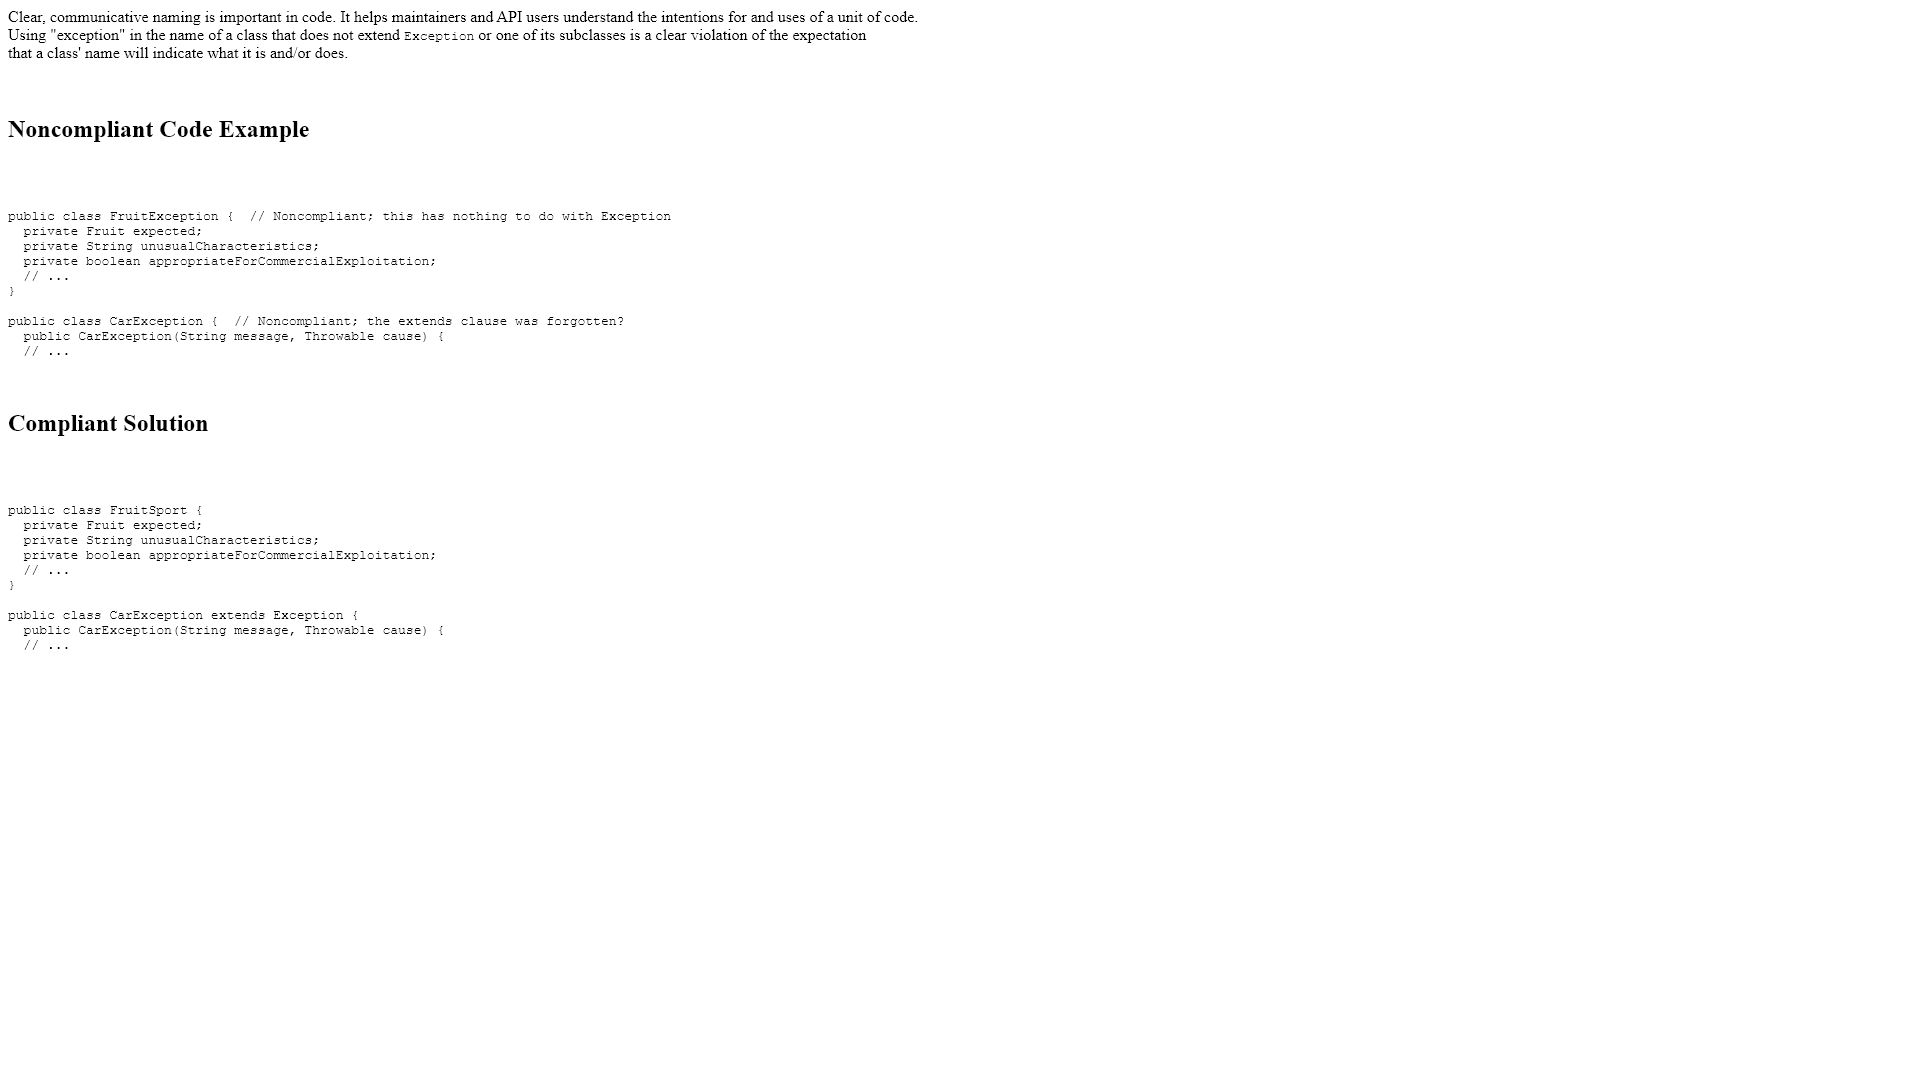 Clear, communicative naming is important in code. It helps maintainers and API users understand the intentions for and uses of a unit of code.
Using "exception" in the name of a class that does not extend Exception or one of its subclasses is a clear violation of the expectation
that a class' name will indicate what it is and/or does.
Noncompliant Code Example
public class FruitException {  // Noncompliant; this has nothing to do with Exception
  private Fruit expected;
  private String unusualCharacteristics;
  private boolean appropriateForCommercialExploitation;
  // ...
}
public class CarException {  // Noncompliant; the extends clause was forgotten?
  public CarException(String message, Throwable cause) {
  // ...
Compliant Solution
public class FruitSport {
  private Fruit expected;
  private String unusualCharacteristics;
  private boolean appropriateForCommercialExploitation;
  // ...
}
public class CarException extends Exception {
  public CarException(String message, Throwable cause) {
  // ...